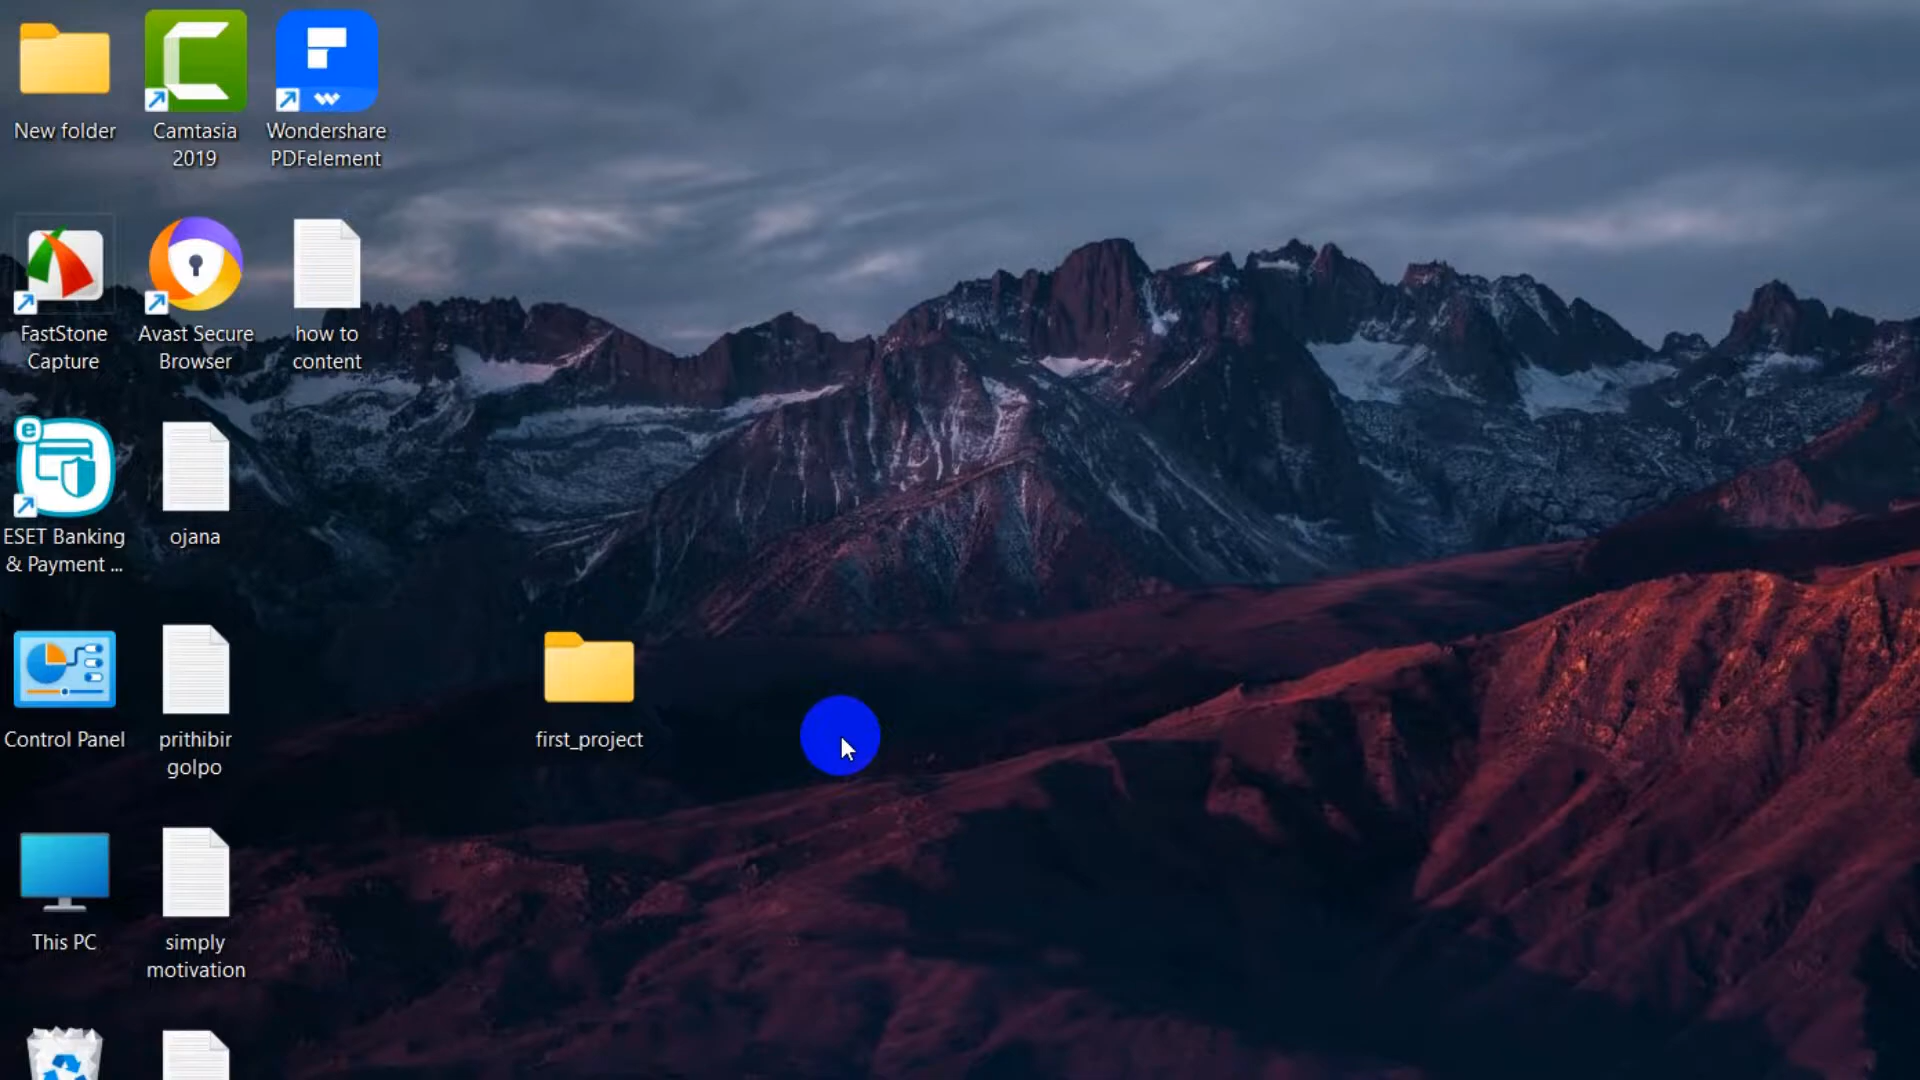 New folder
Camtasia
2019
Wondershare
PDFelement
FastStone
Capture
Avast Secure
Browser
how to
content
ESET Banking
& Payment ...
ojana
Control Panel
prithibir
golpo
first_project
This PC
simply
motivation